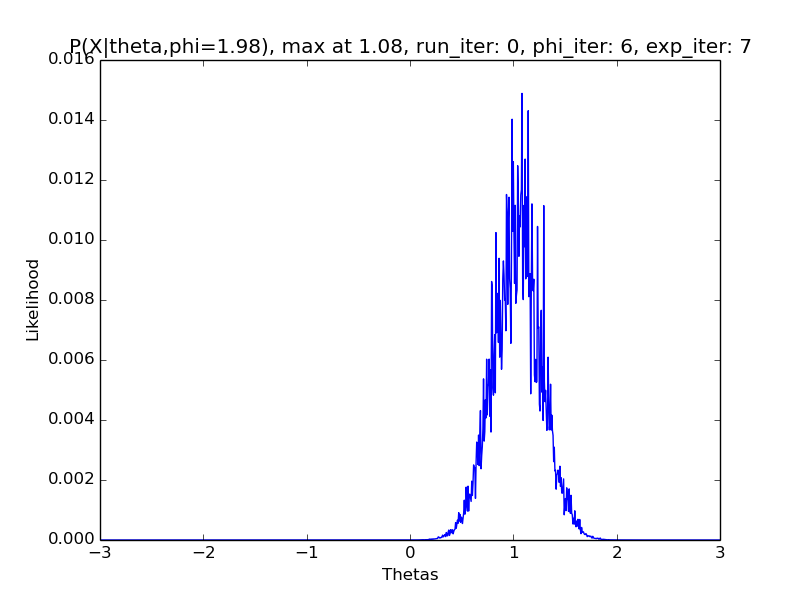 P(X|theta,phi=1.98), max at 1.08, run_iter: 0, phi_iter: 6, exp_iter: 7
0.016
0.014
0.012
0.010
0.008
0.006
0.004
0.002
0.000
Likelihood
−3 −2 −1 0 1 2 3
Thetas